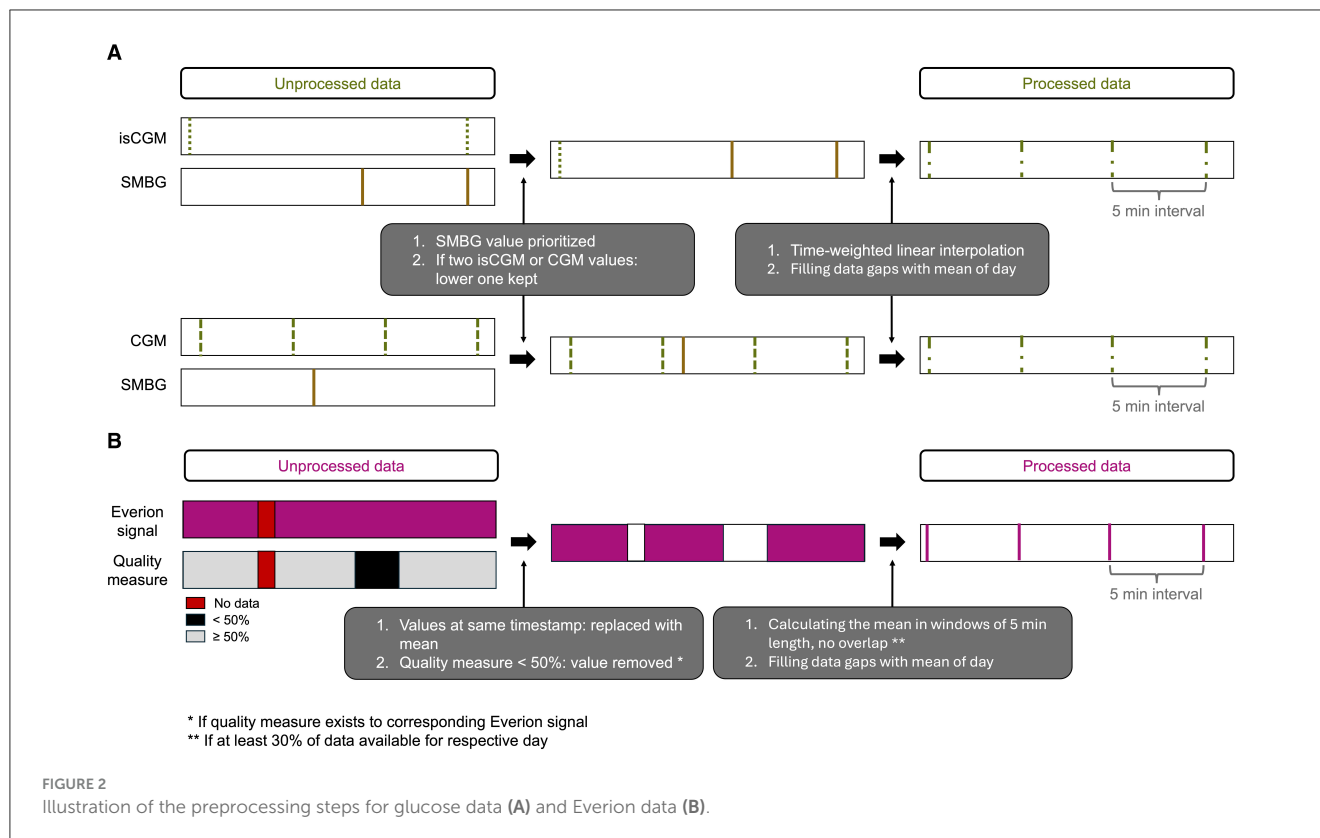 A
Unprocessed data
Processed data
isCGM
SMBG
5 min interval
1. SMBG value prioritized
2. If two isCGM or CGM values:
lower one kept
1. Time-weighted linear interpolation
2. Filling data gaps with mean of day
CGM
SMBG
5 min interval
B
Unprocessed data
Processed data
Everion
signal
Quality
measure
5 min interval
No data
< 50%
≥ 50%
1. Values at same timestamp: replaced with
mean
2. Quality measure < 50%: value removed *
1. Calculating the mean in windows of 5 min
length, no overlap **
2. Filling data gaps with mean of day
* If quality measure exists to corresponding Everion signal
** If at least 30% of data available for respective day
FIGURE 2
Illustration of the preprocessing steps for glucose data (A) and Everion data (B).